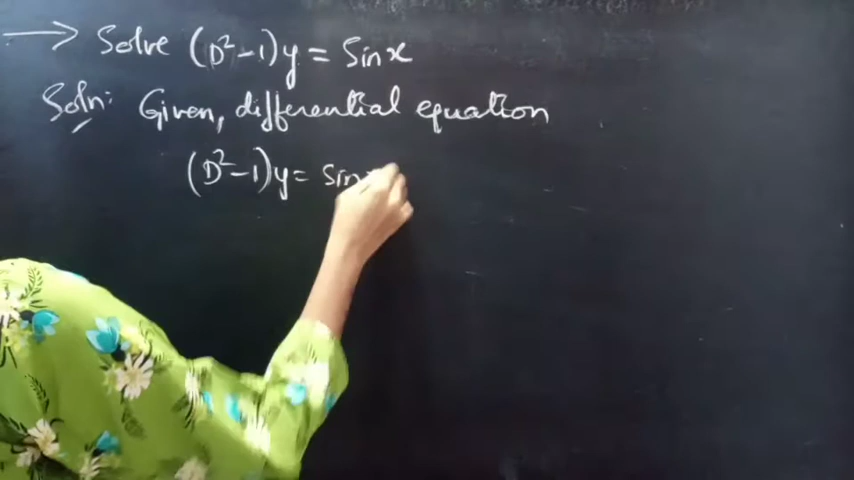 → Solve (D²-1)y = Sinx
Soln: Given, differential equation
(D²-1)y = sin